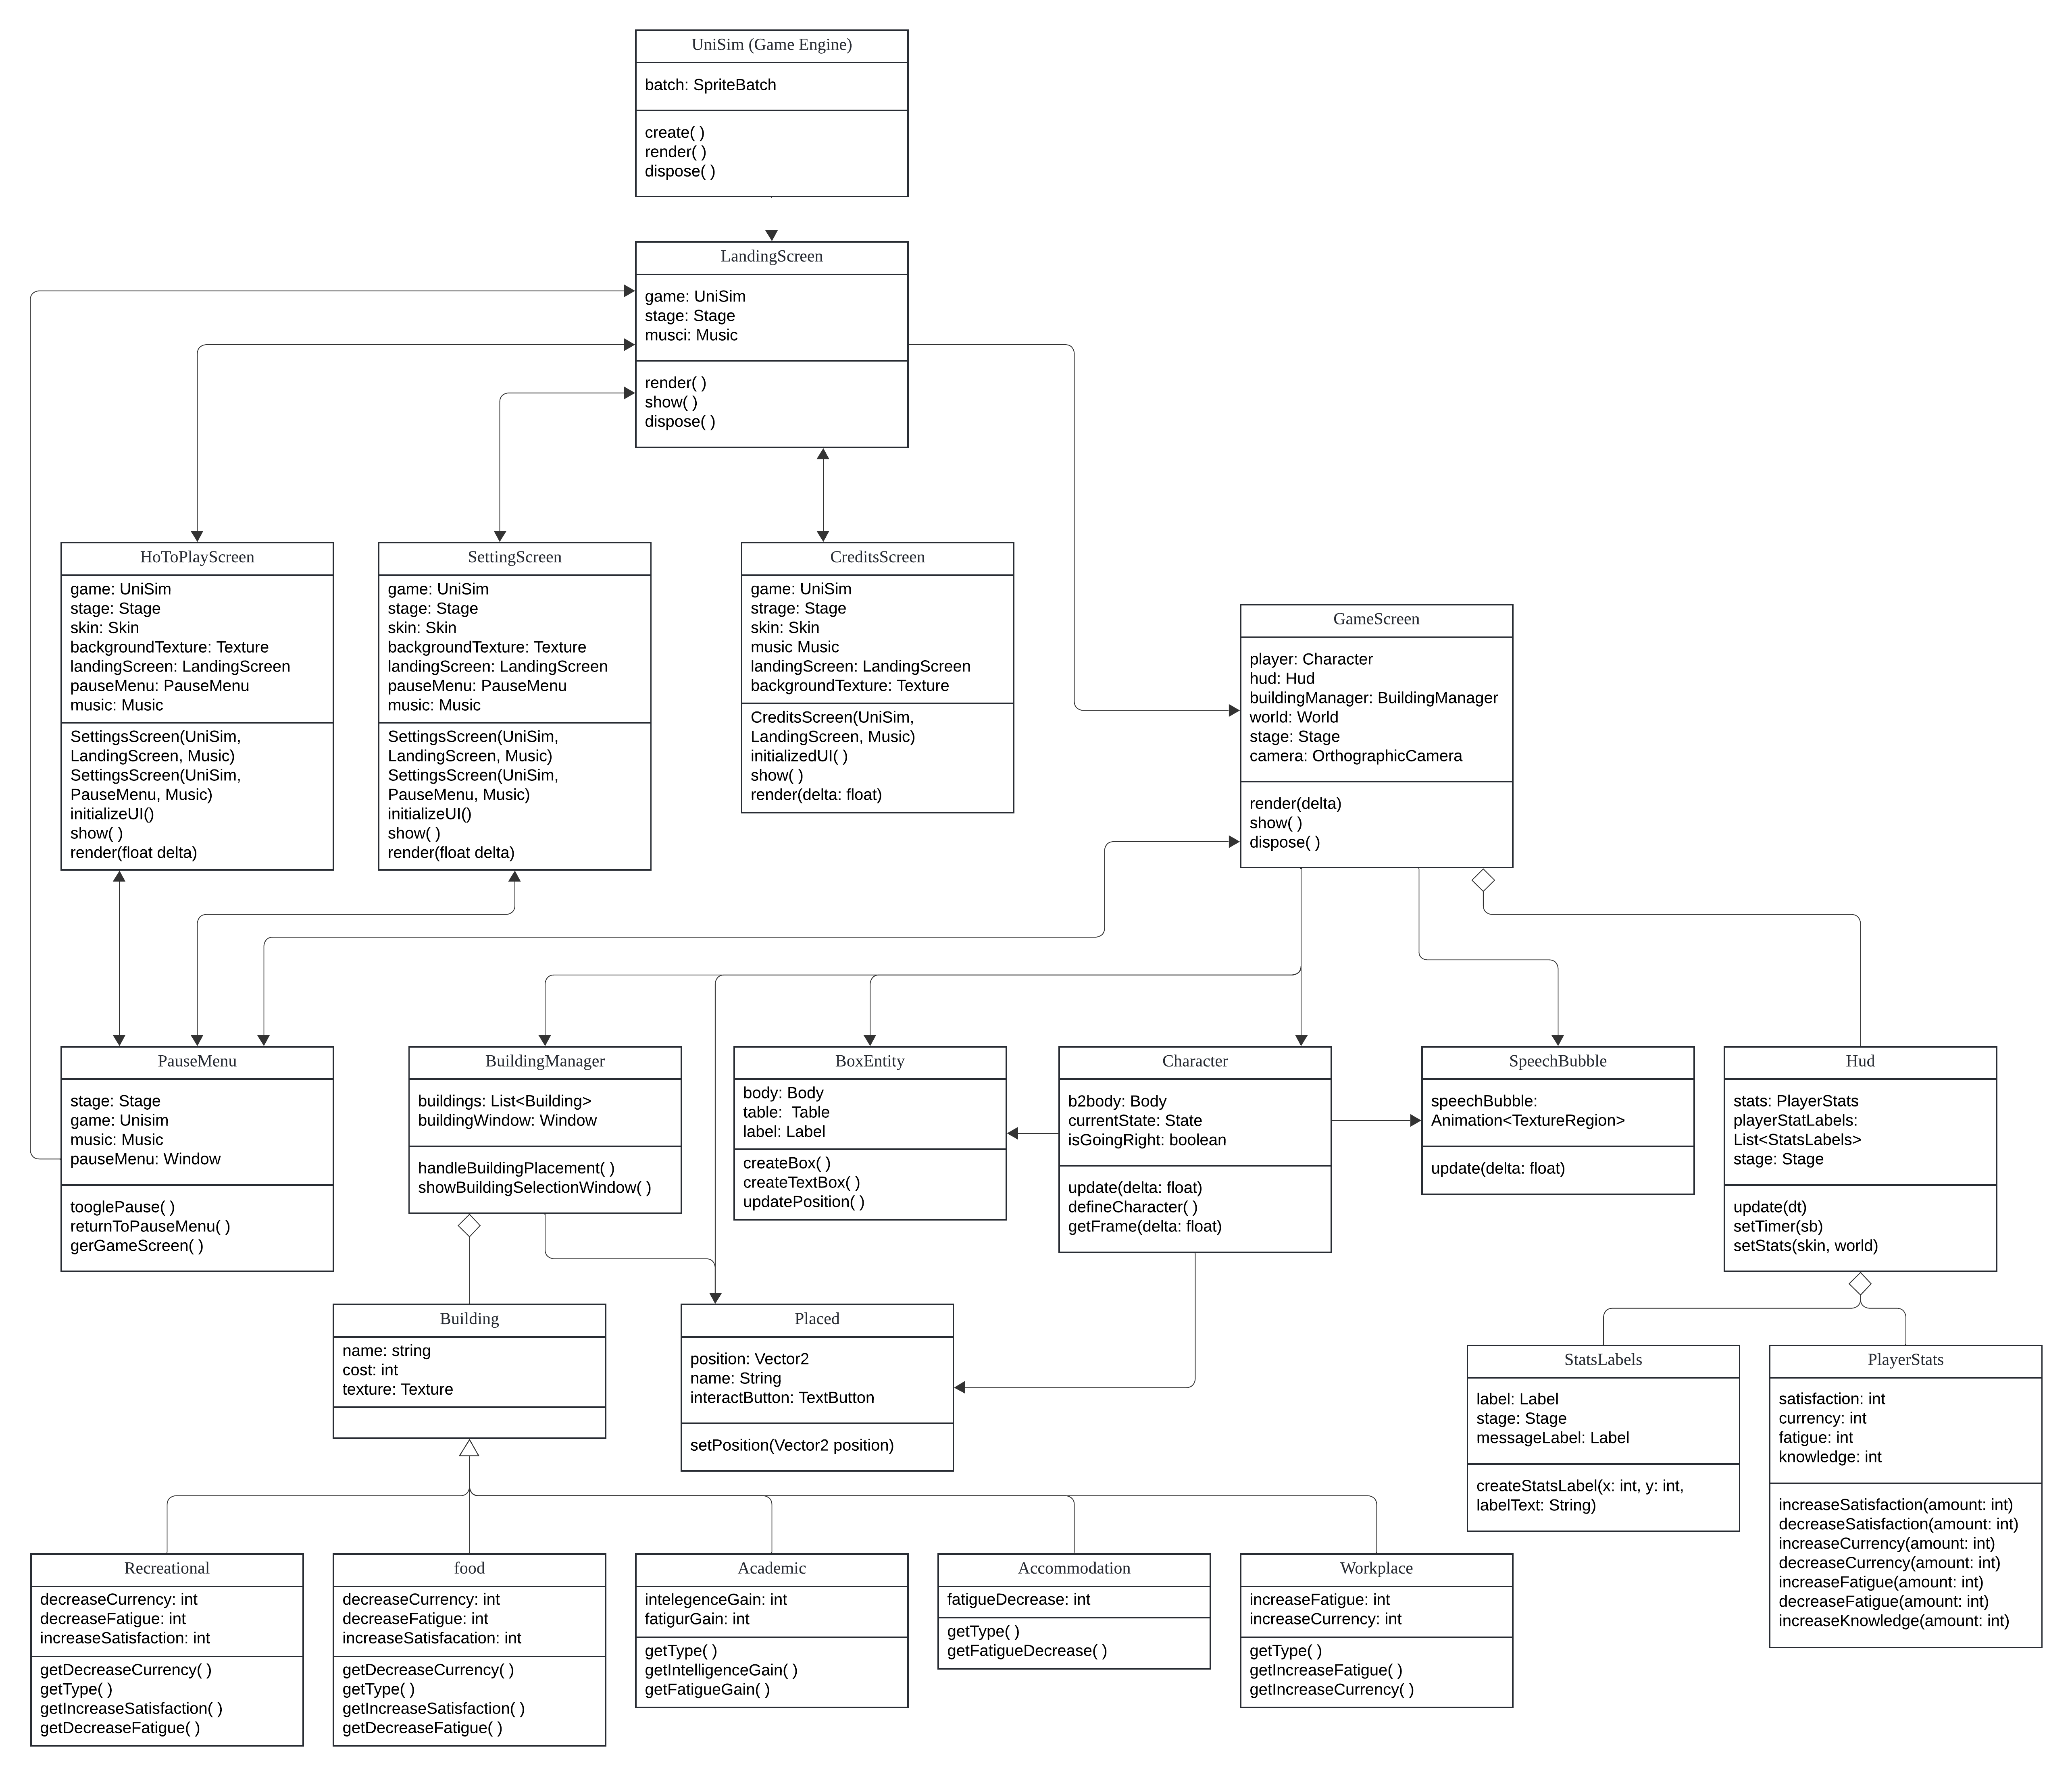 UniSim (Game Engine)
batch: SpriteBatch
create( )
render( )
dispose( )
LandingScreen
game: UniSim
stage: Stage
musci: Music
render( )
show( )
dispose( )
HoToPlayScreen
game: UniSim
stage: Stage
skin: Skin
backgroundTexture: Texture
landingScreen: LandingScreen
pauseMenu: PauseMenu
music: Music
SettingsScreen(UniSim,
LandingScreen, Music)
SettingsScreen(UniSim,
PauseMenu, Music)
initializeUI()
show( )
render(float delta)
SettingScreen
game: UniSim
stage: Stage
skin: Skin
backgroundTexture: Texture
landingScreen: LandingScreen
pauseMenu: PauseMenu
music: Music
SettingsScreen(UniSim,
LandingScreen, Music)
SettingsScreen(UniSim,
PauseMenu, Music)
initializeUI()
show( )
render(float delta)
CreditsScreen
game: UniSim
strage: Stage
skin: Skin
music Music
landingScreen: LandingScreen
backgroundTexture: Texture
CreditsScreen(UniSim,
LandingScreen, Music)
initializedUI( )
show( )
render(delta: float)
GameScreen
player: Character
hud: Hud
buildingManager: BuildingManager
world: World
stage: Stage
camera: OrthographicCamera
render(delta)
show( )
dispose( )
PauseMenu
stage: Stage
game: Unisim
music: Music
pauseMenu: Window
tooglePause( )
returnToPauseMenu( )
gerGameScreen( )
BuildingManager
buildings: List<Building>
buildingWindow: Window
handleBuildingPlacement( )
showBuildingSelectionWindow( )
BoxEntity
body: Body
table:  Table
label: Label
createBox( )
createTextBox( )
updatePosition( )
Character
b2body: Body
currentState: State
isGoingRight: boolean
update(delta: float)
defineCharacter( )
getFrame(delta: float)
SpeechBubble
speechBubble:
Animation<TextureRegion>
update(delta: float)
Hud
stats: PlayerStats
playerStatLabels:
List<StatsLabels>
stage: Stage
update(dt)
setTimer(sb)
setStats(skin, world)
Building
name: string
cost: int
texture: Texture
Placed
position: Vector2
name: String
interactButton: TextButton
setPosition(Vector2 position)
StatsLabels
label: Label
stage: Stage
messageLabel: Label
createStatsLabel(x: int, y: int,
labelText: String)
PlayerStats
satisfaction: int
currency: int
fatigue: int
knowledge: int
increaseSatisfaction(amount: int)
decreaseSatisfaction(amount: int)
increaseCurrency(amount: int)
decreaseCurrency(amount: int)
increaseFatigue(amount: int)
decreaseFatigue(amount: int)
increaseKnowledge(amount: int)
Recreational
decreaseCurrency: int
decreaseFatigue: int
increaseSatisfaction: int
getDecreaseCurrency( )
getType( )
getIncreaseSatisfaction( )
getDecreaseFatigue( )
food
decreaseCurrency: int
decreaseFatigue: int
increaseSatisfacation: int
getDecreaseCurrency( )
getType( )
getIncreaseSatisfaction( )
getDecreaseFatigue( )
Academic
intelegenceGain: int
fatigurGain: int
getType( )
getIntelligenceGain( )
getFatigueGain( )
Accommodation
fatigueDecrease: int
getType( )
getFatigueDecrease( )
Workplace
increaseFatigue: int
increaseCurrency: int
getType( )
getIncreaseFatigue( )
getIncreaseCurrency( )